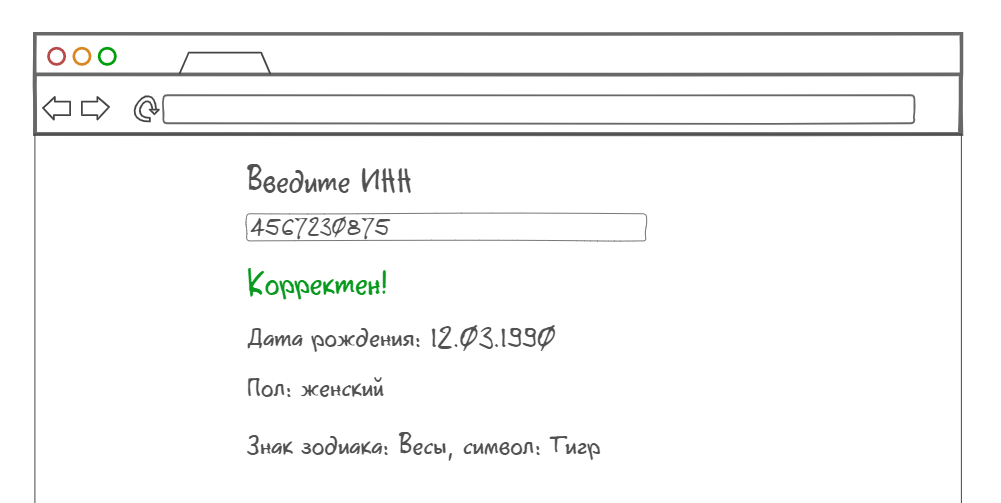 Введите ИНН
4567230875
Корректен!
Дата рождения: 12.03.1990
Пол: женский
Знак зодиака: Весы, символ: Тигр